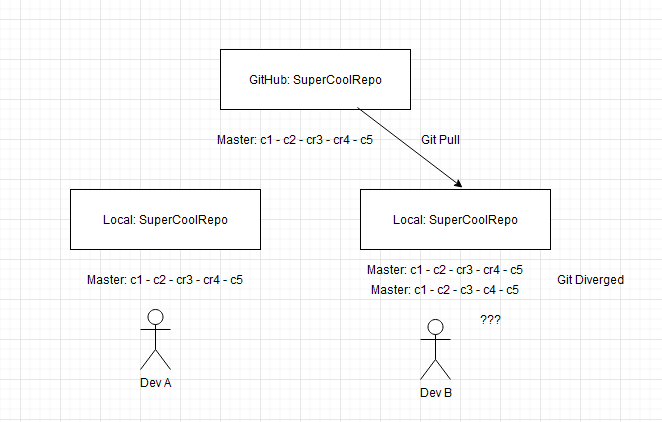 GitHub: SuperCoolRepo
Master: c1 - c2 - cr3 - cr4 - c5
Git Pull
Local: SuperCoolRepo
Local: SuperCoolRepo
Master: c1 - c2 - cr3 - cr4 - c5
Master: c1 - c2 - cr3 - cr4 - c5
Master: c1 - c2 - c3 - c4 - c5
Git Diverged
???
Dev A
Dev B